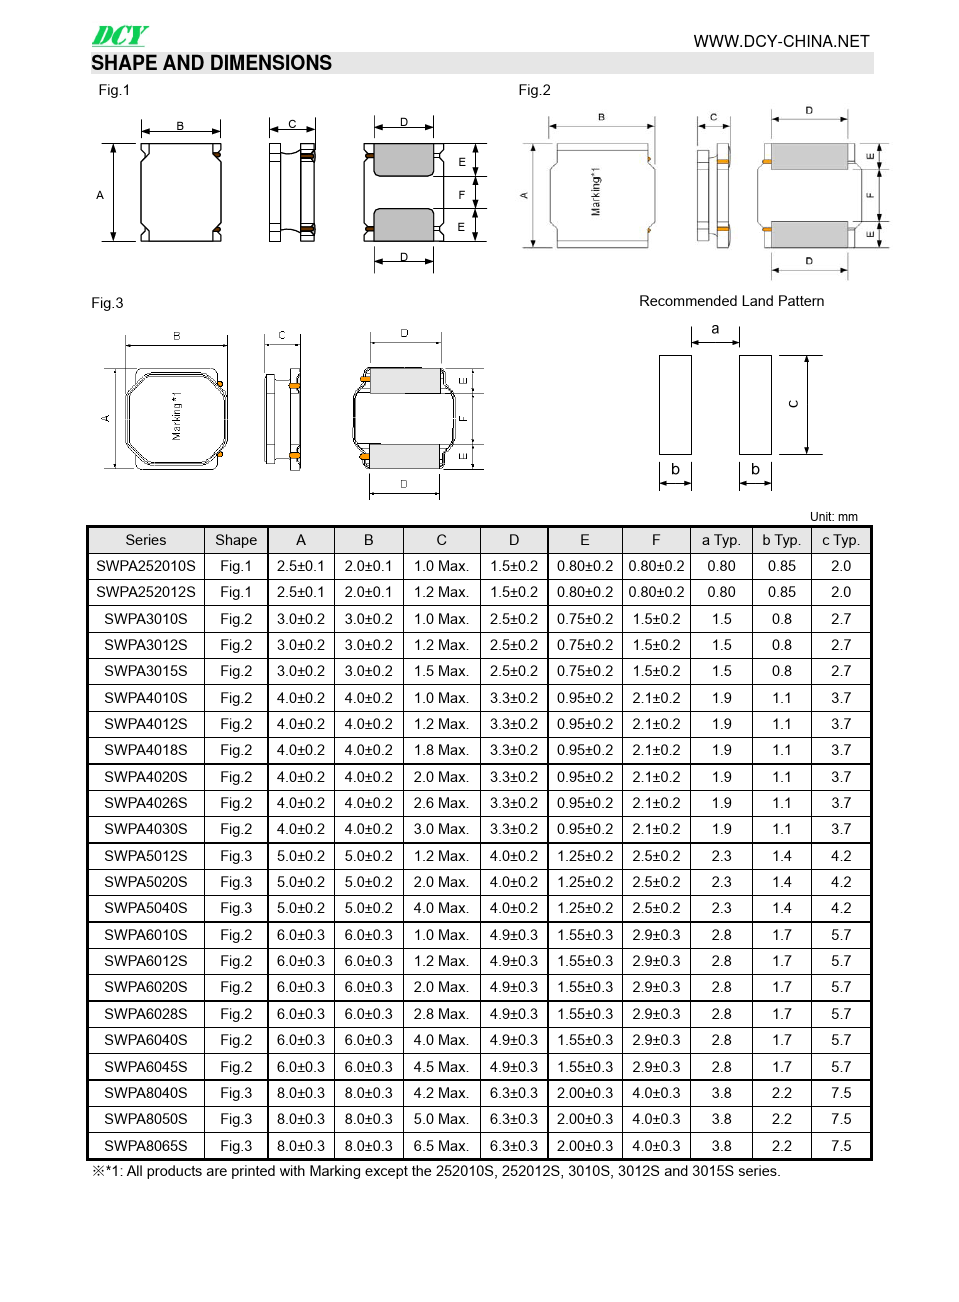 DCY
WWW.DCY-CHINA.NET
SHAPE AND DIMENSIONS
Fig.1
B
C
D
A
E
F
E
D
Fig.2
B
C
D
A
Marking*1
E
F
E
D
Fig.3
B
C
D
A
Marking*1
E
F
E
D
Recommended Land Pattern
a
C
b b
Unit: mm
Series Shape A B C D E F a Typ. b Typ. c Typ.
SWPA252010S Fig.1 2.5±0.1 2.0±0.1 1.0 Max. 1.5±0.2 0.80±0.2 0.80±0.2 0.80 0.85 2.0
SWPA252012S Fig.1 2.5±0.1 2.0±0.1 1.2 Max. 1.5±0.2 0.80±0.2 0.80±0.2 0.80 0.85 2.0
SWPA3010S Fig.2 3.0±0.2 3.0±0.2 1.0 Max. 2.5±0.2 0.75±0.2 1.5±0.2 1.5 0.8 2.7
SWPA3012S Fig.2 3.0±0.2 3.0±0.2 1.2 Max. 2.5±0.2 0.75±0.2 1.5±0.2 1.5 0.8 2.7
SWPA3015S Fig.2 3.0±0.2 3.0±0.2 1.5 Max. 2.5±0.2 0.75±0.2 1.5±0.2 1.5 0.8 2.7
SWPA4010S Fig.2 4.0±0.2 4.0±0.2 1.0 Max. 3.3±0.2 0.95±0.2 2.1±0.2 1.9 1.1 3.7
SWPA4012S Fig.2 4.0±0.2 4.0±0.2 1.2 Max. 3.3±0.2 0.95±0.2 2.1±0.2 1.9 1.1 3.7
SWPA4018S Fig.2 4.0±0.2 4.0±0.2 1.8 Max. 3.3±0.2 0.95±0.2 2.1±0.2 1.9 1.1 3.7
SWPA4020S Fig.2 4.0±0.2 4.0±0.2 2.0 Max. 3.3±0.2 0.95±0.2 2.1±0.2 1.9 1.1 3.7
SWPA4026S Fig.2 4.0±0.2 4.0±0.2 2.6 Max. 3.3±0.2 0.95±0.2 2.1±0.2 1.9 1.1 3.7
SWPA4030S Fig.2 4.0±0.2 4.0±0.2 3.0 Max. 3.3±0.2 0.95±0.2 2.1±0.2 1.9 1.1 3.7
SWPA5012S Fig.3 5.0±0.2 5.0±0.2 1.2 Max. 4.0±0.2 1.25±0.2 2.5±0.2 2.3 1.4 4.2
SWPA5020S Fig.3 5.0±0.2 5.0±0.2 2.0 Max. 4.0±0.2 1.25±0.2 2.5±0.2 2.3 1.4 4.2
SWPA5040S Fig.3 5.0±0.2 5.0±0.2 4.0 Max. 4.0±0.2 1.25±0.2 2.5±0.2 2.3 1.4 4.2
SWPA6010S Fig.2 6.0±0.3 6.0±0.3 1.0 Max. 4.9±0.3 1.55±0.3 2.9±0.3 2.8 1.7 5.7
SWPA6012S Fig.2 6.0±0.3 6.0±0.3 1.2 Max. 4.9±0.3 1.55±0.3 2.9±0.3 2.8 1.7 5.7
SWPA6020S Fig.2 6.0±0.3 6.0±0.3 2.0 Max. 4.9±0.3 1.55±0.3 2.9±0.3 2.8 1.7 5.7
SWPA6028S Fig.2 6.0±0.3 6.0±0.3 2.8 Max. 4.9±0.3 1.55±0.3 2.9±0.3 2.8 1.7 5.7
SWPA6040S Fig.2 6.0±0.3 6.0±0.3 4.0 Max. 4.9±0.3 1.55±0.3 2.9±0.3 2.8 1.7 5.7
SWPA6045S Fig.2 6.0±0.3 6.0±0.3 4.5 Max. 4.9±0.3 1.55±0.3 2.9±0.3 2.8 1.7 5.7
SWPA8040S Fig.3 8.0±0.3 8.0±0.3 4.2 Max. 6.3±0.3 2.00±0.3 4.0±0.3 3.8 2.2 7.5
SWPA8050S Fig.3 8.0±0.3 8.0±0.3 5.0 Max. 6.3±0.3 2.00±0.3 4.0±0.3 3.8 2.2 7.5
SWPA8065S Fig.3 8.0±0.3 8.0±0.3 6.5 Max. 6.3±0.3 2.00±0.3 4.0±0.3 3.8 2.2 7.5
※*1: All products are printed with Marking except the 252010S, 252012S, 3010S, 3012S and 3015S series.